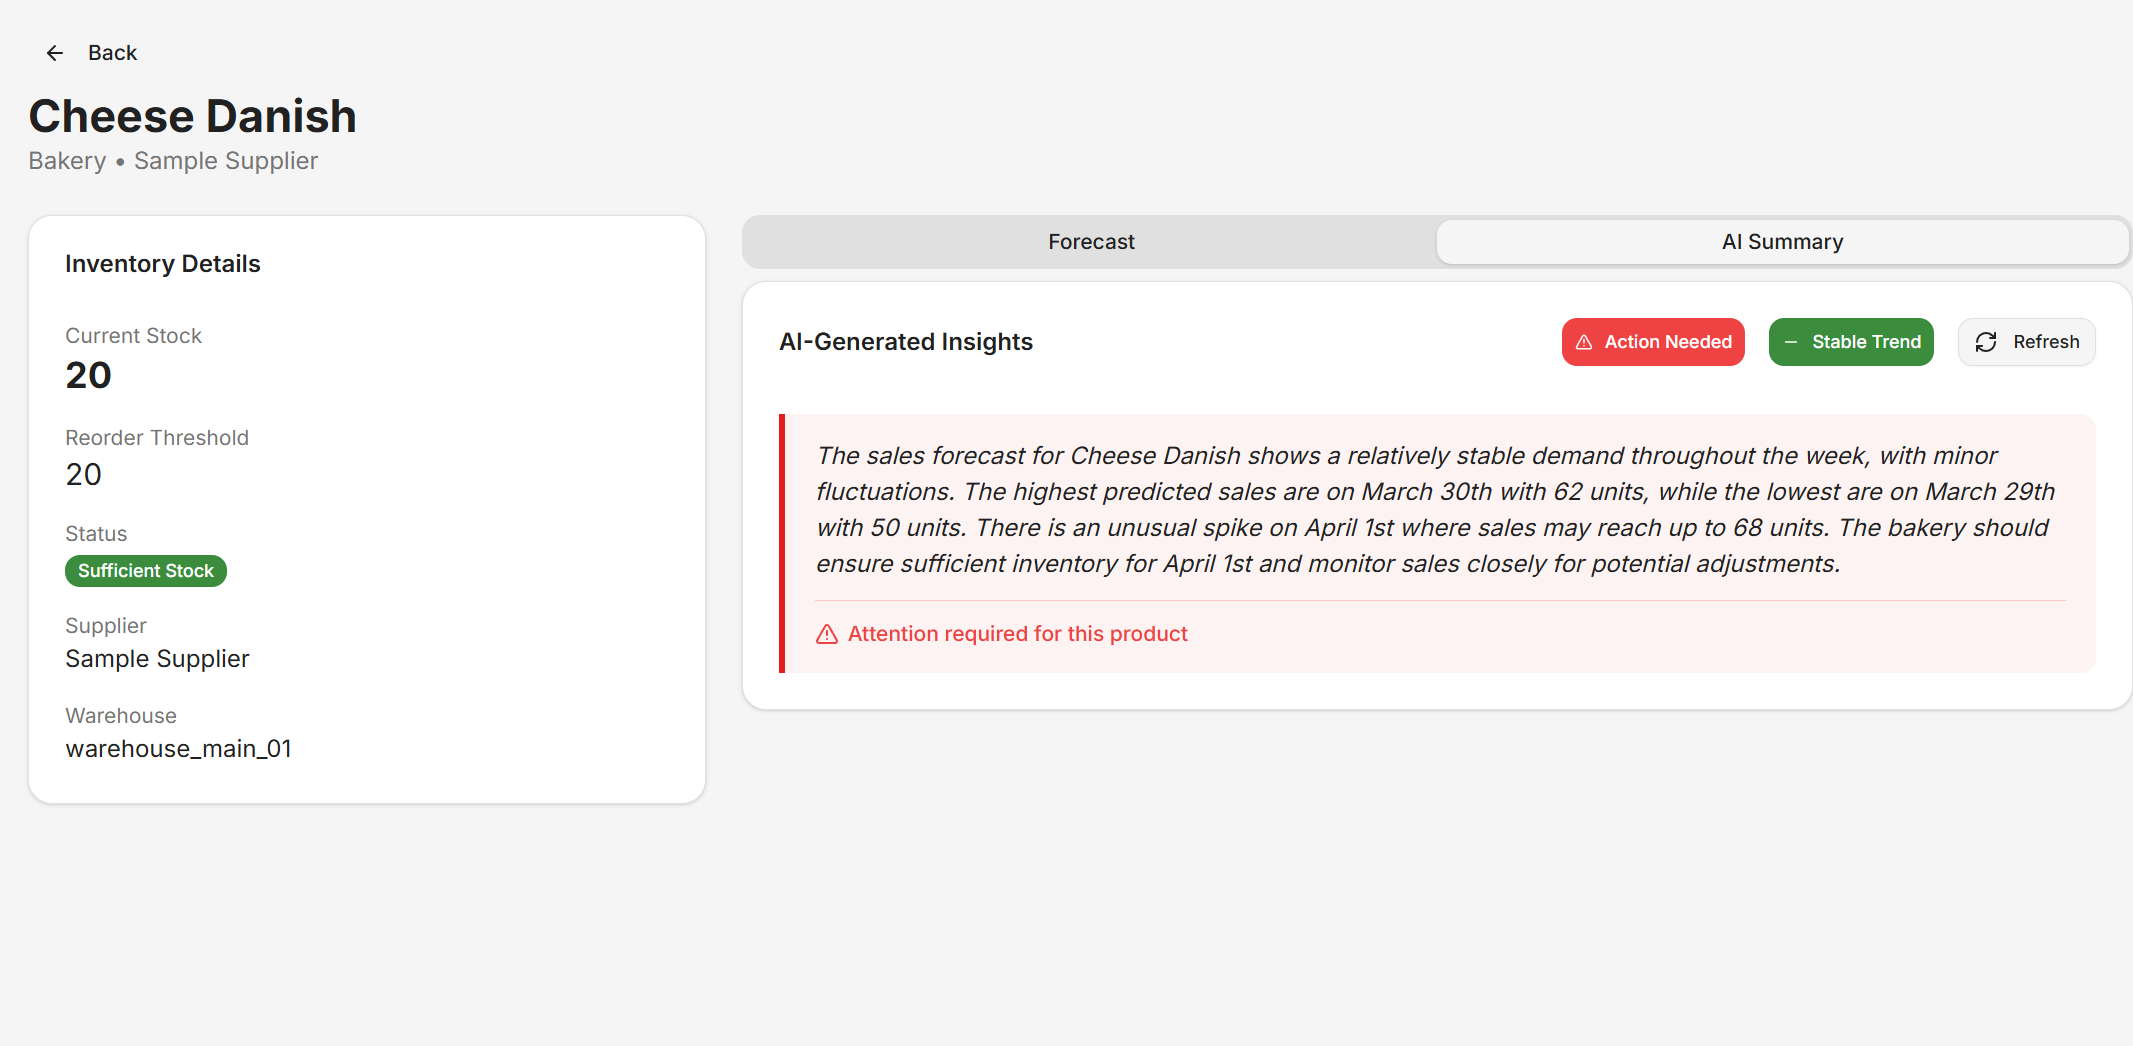 Back
Cheese Danish
Bakery • Sample Supplier
Inventory Details
Current Stock
20
Reorder Threshold
20
Status
Sufficient Stock
Supplier
Sample Supplier
Warehouse
warehouse_main_01
Forecast
AI Summary
AI-Generated Insights
Action Needed
Stable Trend
Refresh
The sales forecast for Cheese Danish shows a relatively stable demand throughout the week, with minor
fluctuations. The highest predicted sales are on March 30th with 62 units, while the lowest are on March 29th
with 50 units. There is an unusual spike on April 1st where sales may reach up to 68 units. The bakery should
ensure sufficient inventory for April 1st and monitor sales closely for potential adjustments.
Attention required for this product